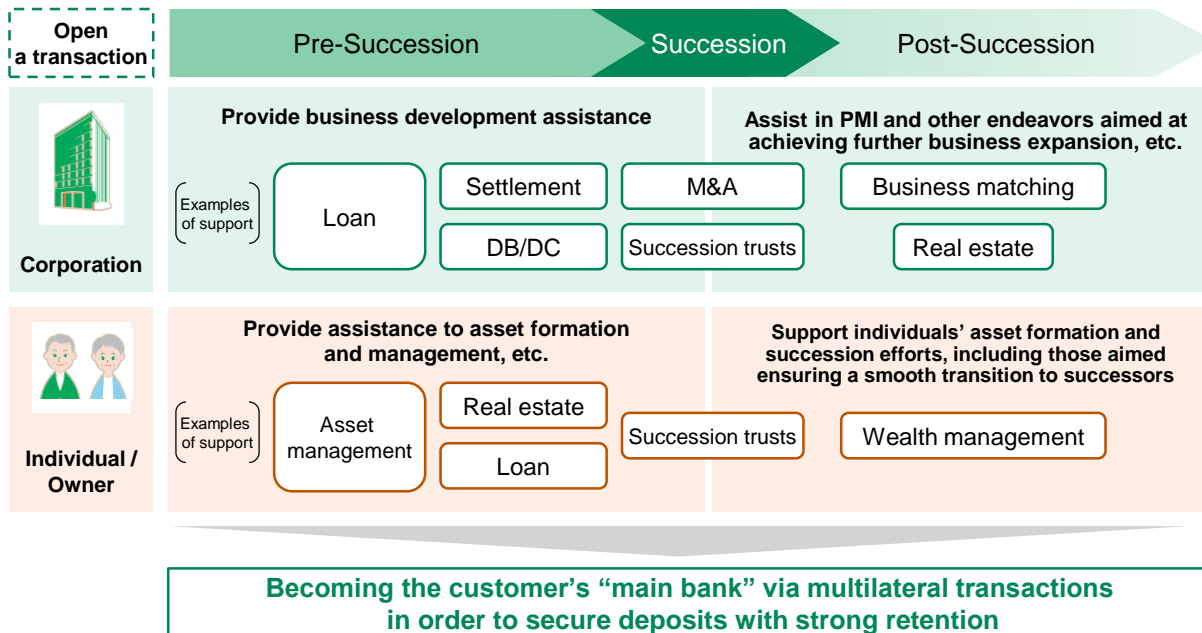 Open
a transaction
Pre-Succession
Succession
Post-Succession
Corporation
Provide business development assistance
Assist in PMI and other endeavors aimed at
achieving further business expansion, etc.
Examples
of support
Loan
Settlement
M&A
Business matching
DB/DC
Succession trusts
Real estate
Individual /
Owner
Provide assistance to asset formation
and management, etc.
Support individuals’ asset formation and
succession efforts, including those aimed
ensuring a smooth transition to successors
Examples
of support
Asset
management
Real estate
Loan
Succession trusts
Wealth management
Becoming the customer’s “main bank” via multilateral transactions
in order to secure deposits with strong retention